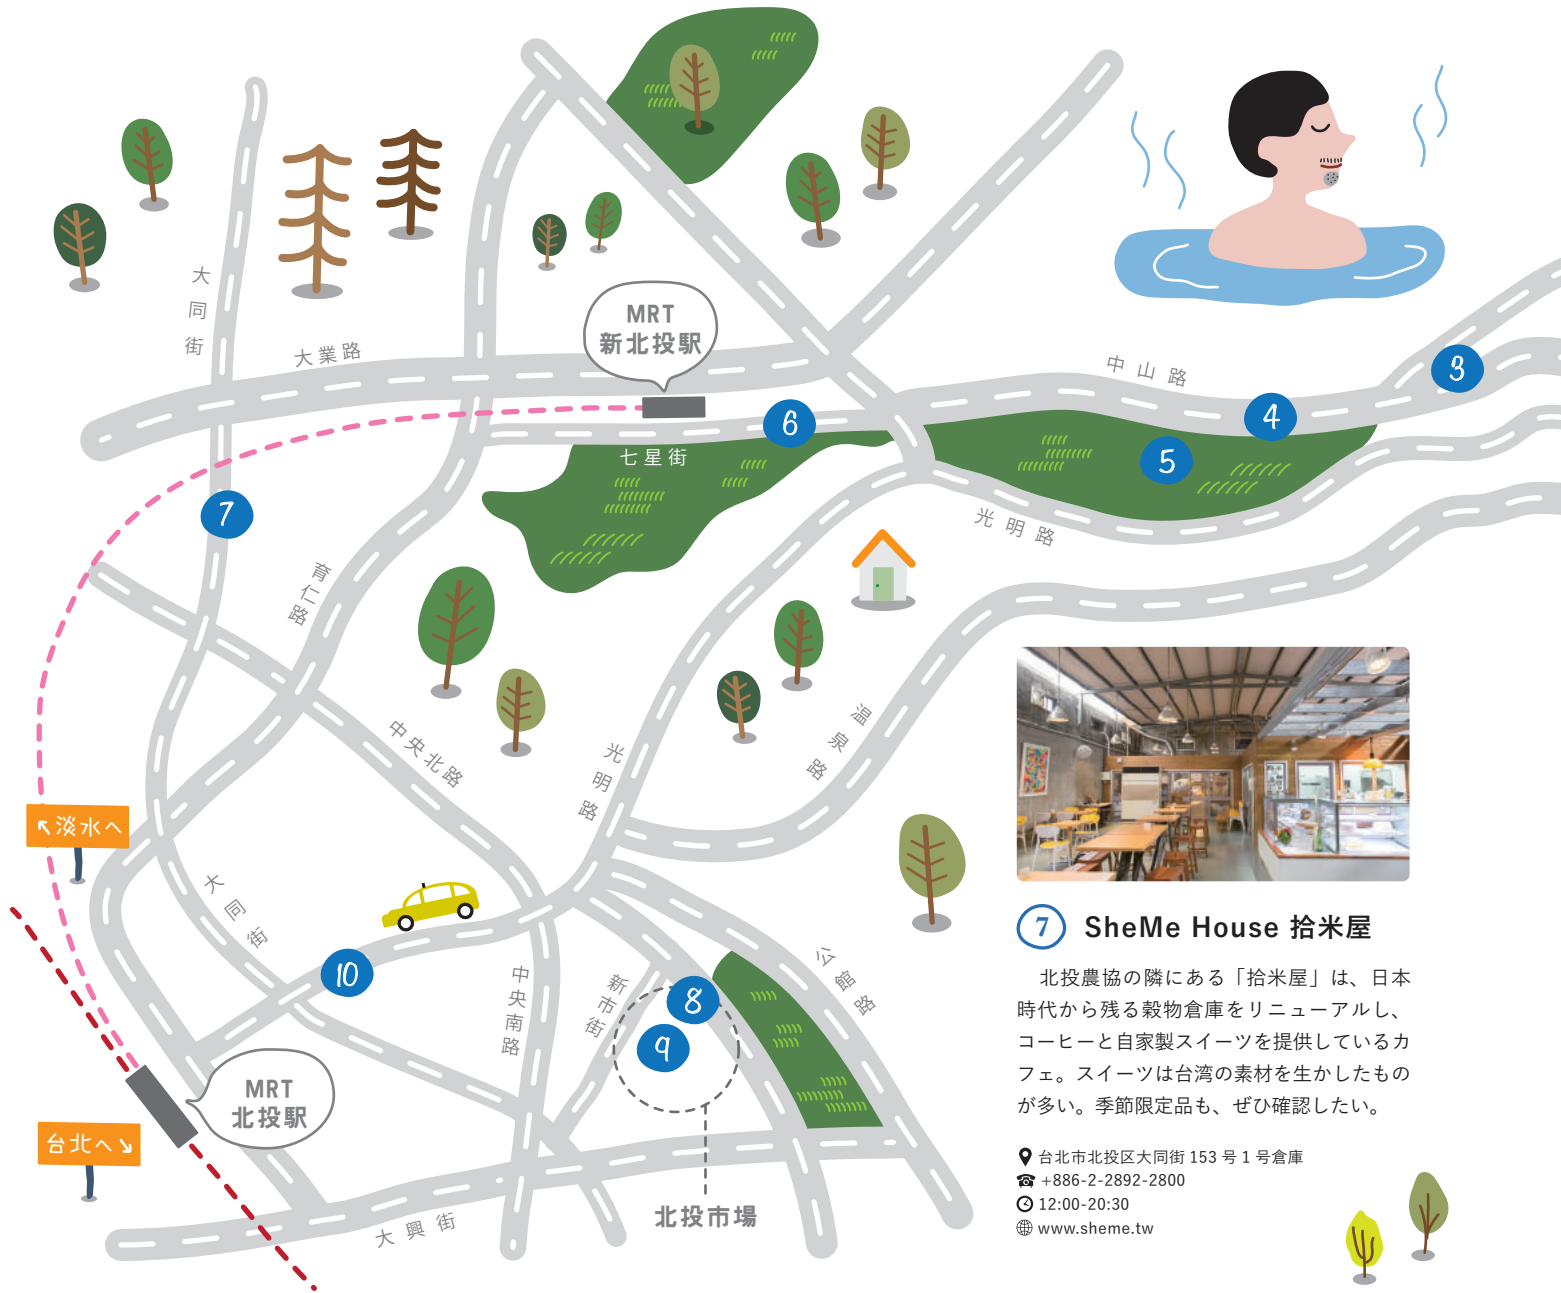 大同街
大業路
MRT
新北投駅
中山路
3
4
6
七星街
5
7
光明路
育仁路
温泉路
中央北路
光明路
↖淡水へ
大同街
10
中央南路
新市街
8
9
公館路
MRT
北投駅
台北へ↘
北投市場
大興街
7 SheMe House 拾米屋
北投農協の隣にある「拾米屋」は、日本
時代から残る穀物倉庫をリニューアルし、
コーヒーと自家製スイーツを提供しているカ
フェ。スイーツは台湾の素材を生かしたもの
が多い。季節限定品も、ぜひ確認したい。
台北市北投区大同街 153 号 1 号倉庫
+886-2-2892-2800
12:00-20:30
www.sheme.tw